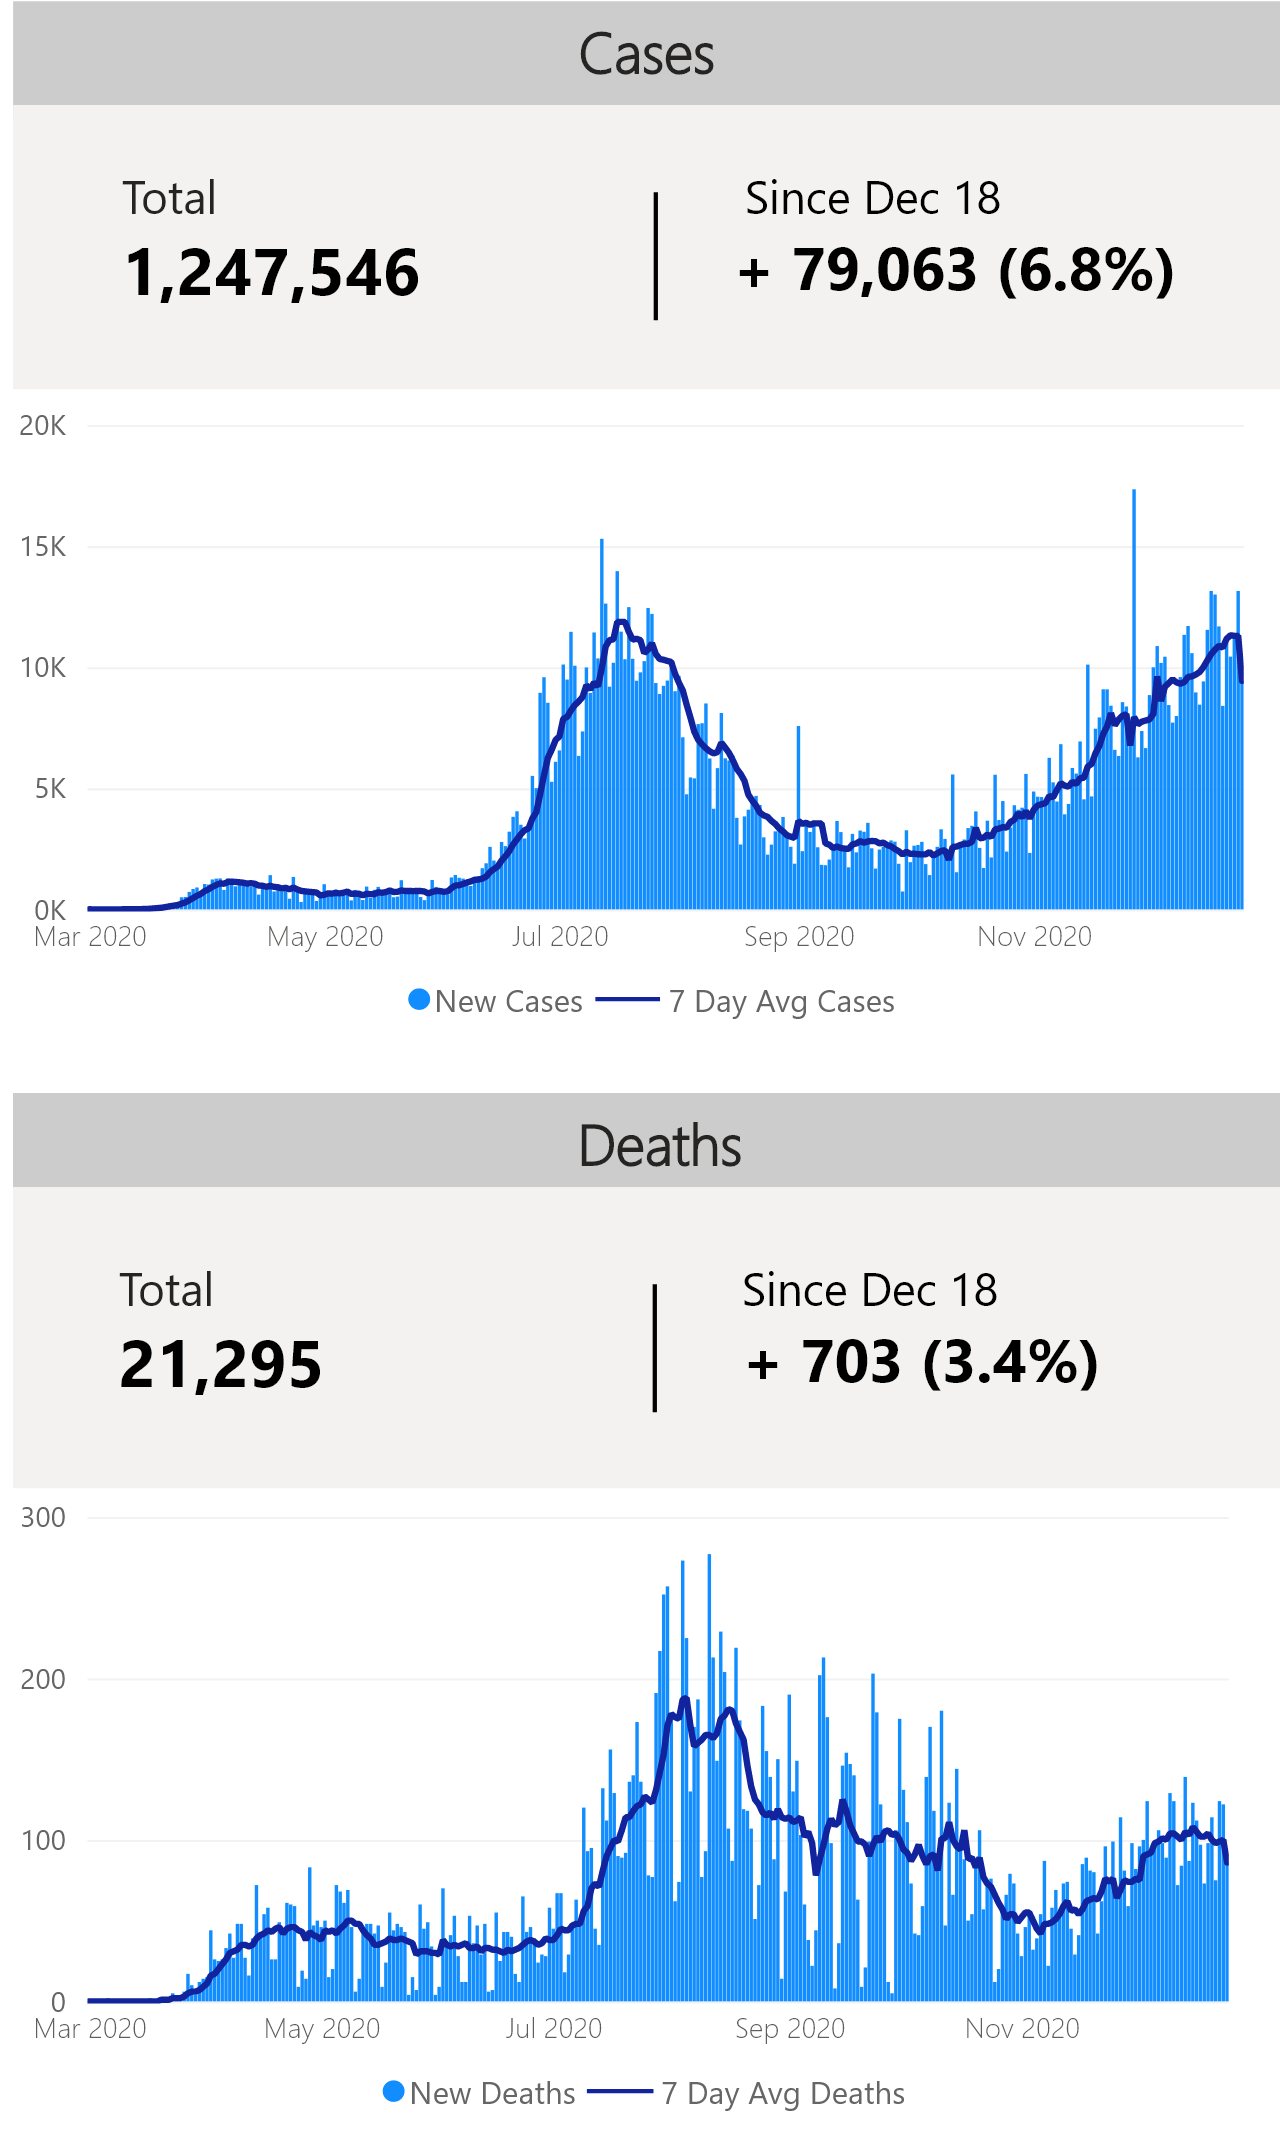 Cases
Total
Since Dec 18
1,247,546
+ 79,063 (6.8%)
20K
15K
10K
5K
0K
Mar 2020 May 2020 Jul 2020 Sep 2020 Nov 2020
New Cases 7 Day Avg Cases
Deaths
Total
Since Dec 18
21,295
+ 703 (3.4%)
300
200
100
0
Mar 2020 May 2020 Jul 2020 Sep 2020 Nov 2020
New Deaths 7 Day Avg Deaths